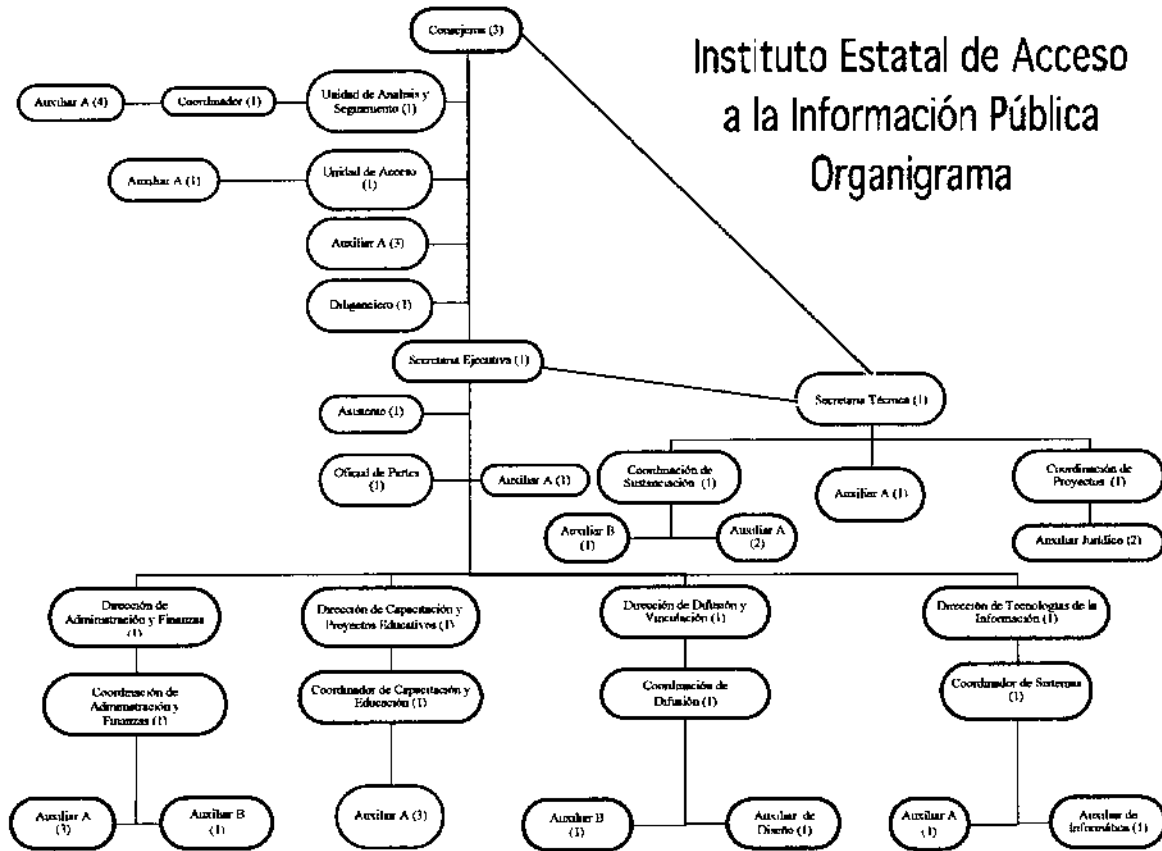 Consejeros (3)
Instituto Estatal de Acceso
a la Información Pública
Organigrama
Auxiliar A (4)
Coordinador (1)
Unidad de Analisis y
Seguimiento (1)
Auxiliar A (1)
Unidad de Acceso
(1)
Auxiliar A (3)
Diligenciero (1)
Secretaria Ejecutiva (1)
Secretaria Técnica (1)
Asistente (1)
Oficial de Partes
(1)
Auxiliar A (1)
Coordinación de
Sustanciación (1)
Auxiliar A (1)
Coordinación de
Proyectos (1)
Auxiliar B
(1)
Auxiliar A
(2)
Auxiliar Jurídico (2)
Dirección de
Administración y Finanzas
(1)
Dirección de Capacitación y
Proyectos Educativos (1)
Dirección de Difusión y
Vinculación (1)
Dirección de Tecnologías de la
Información (1)
Coordinación de
Administración y
Finanzas (1)
Coordinador de Capacitación y
Educación (1)
Coordinación de
Difusión (1)
Coordinador de Sistemas
(1)
Auxiliar A
(3)
Auxiliar B
(1)
Auxiliar A (3)
Auxiliar B
(1)
Auxiliar de
Diseño (1)
Auxiliar A
(1)
Auxiliar de
Informática (1)